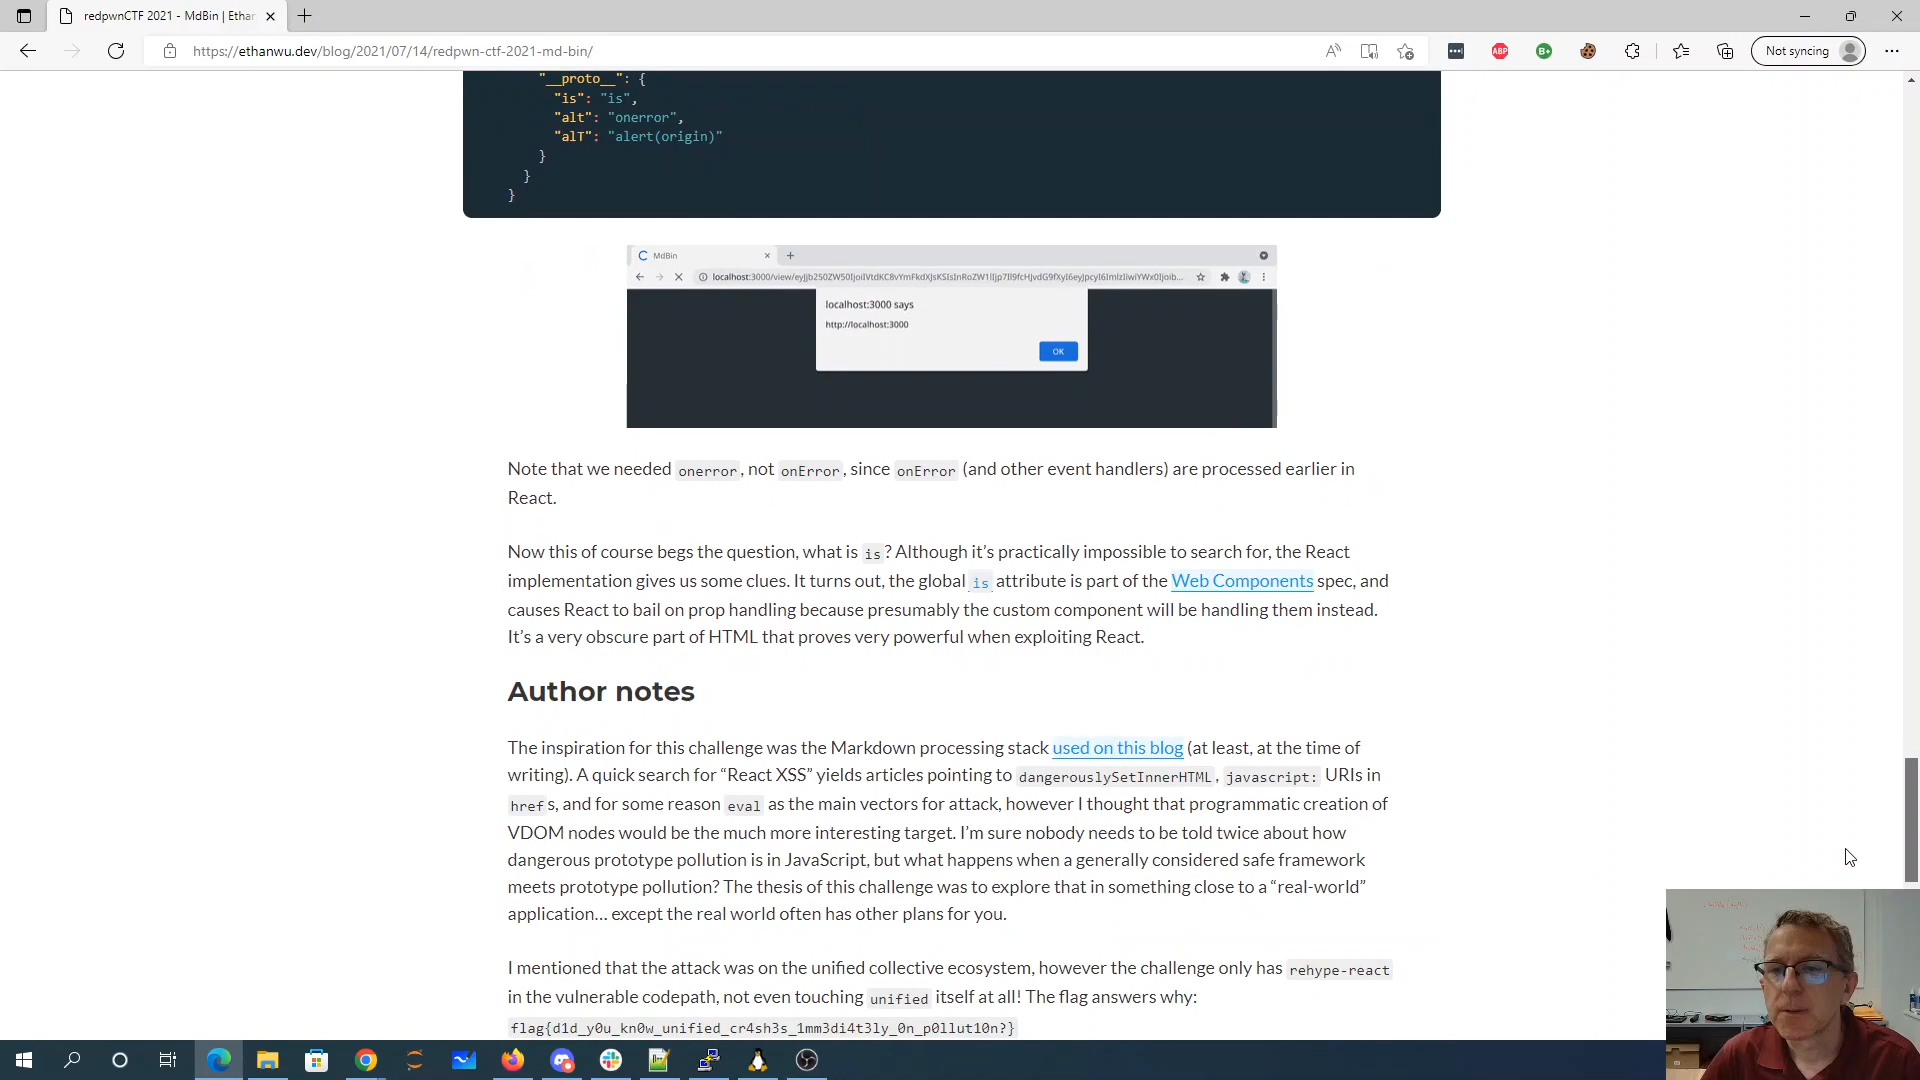 redpwnCTF 2021 - MdBin | Ethan
https://ethanwu.dev/blog/2021/07/14/redpwn-ctf-2021-md-bin/
Not syncing
"__proto__": {
"is": "is",
"alt": "onerror",
"alT": "alert(origin)"
}
}
}
MdBin
localhost:3000 says
http://localhost:3000
OK
Note that we needed onerror, not onError, since onError (and other event handlers) are processed earlier in
React.
Now this of course begs the question, what is is? Although it's practically impossible to search for, the React
implementation gives us some clues. It turns out, the global is attribute is part of the Web Components spec, and
causes React to bail on prop handling because presumably the custom component will be handling them instead.
It's a very obscure part of HTML that proves very powerful when exploiting React.
Author notes
The inspiration for this challenge was the Markdown processing stack used on this blog (at least, at the time of
writing). A quick search for “React XSS” yields articles pointing to dangerouslySetInnerHTML, javascript: URIs in
hrefs, and for some reason eval as the main vectors for attack, however I thought that programmatic creation of
VDOM nodes would be the much more interesting target. I'm sure nobody needs to be told twice about how
dangerous prototype pollution is in JavaScript, but what happens when a generally considered safe framework
meets prototype pollution? The thesis of this challenge was to explore that in something close to a “real-world”
application… except the real world often has other plans for you.
I mentioned that the attack was on the unified collective ecosystem, however the challenge only has rehype-react
in the vulnerable codepath, not even touching unified itself at all! The flag answers why:
flag{d1d_y0u_kn0w_unified_cr4sh3s_1mm3di4t3ly_0n_p0llut10n?}